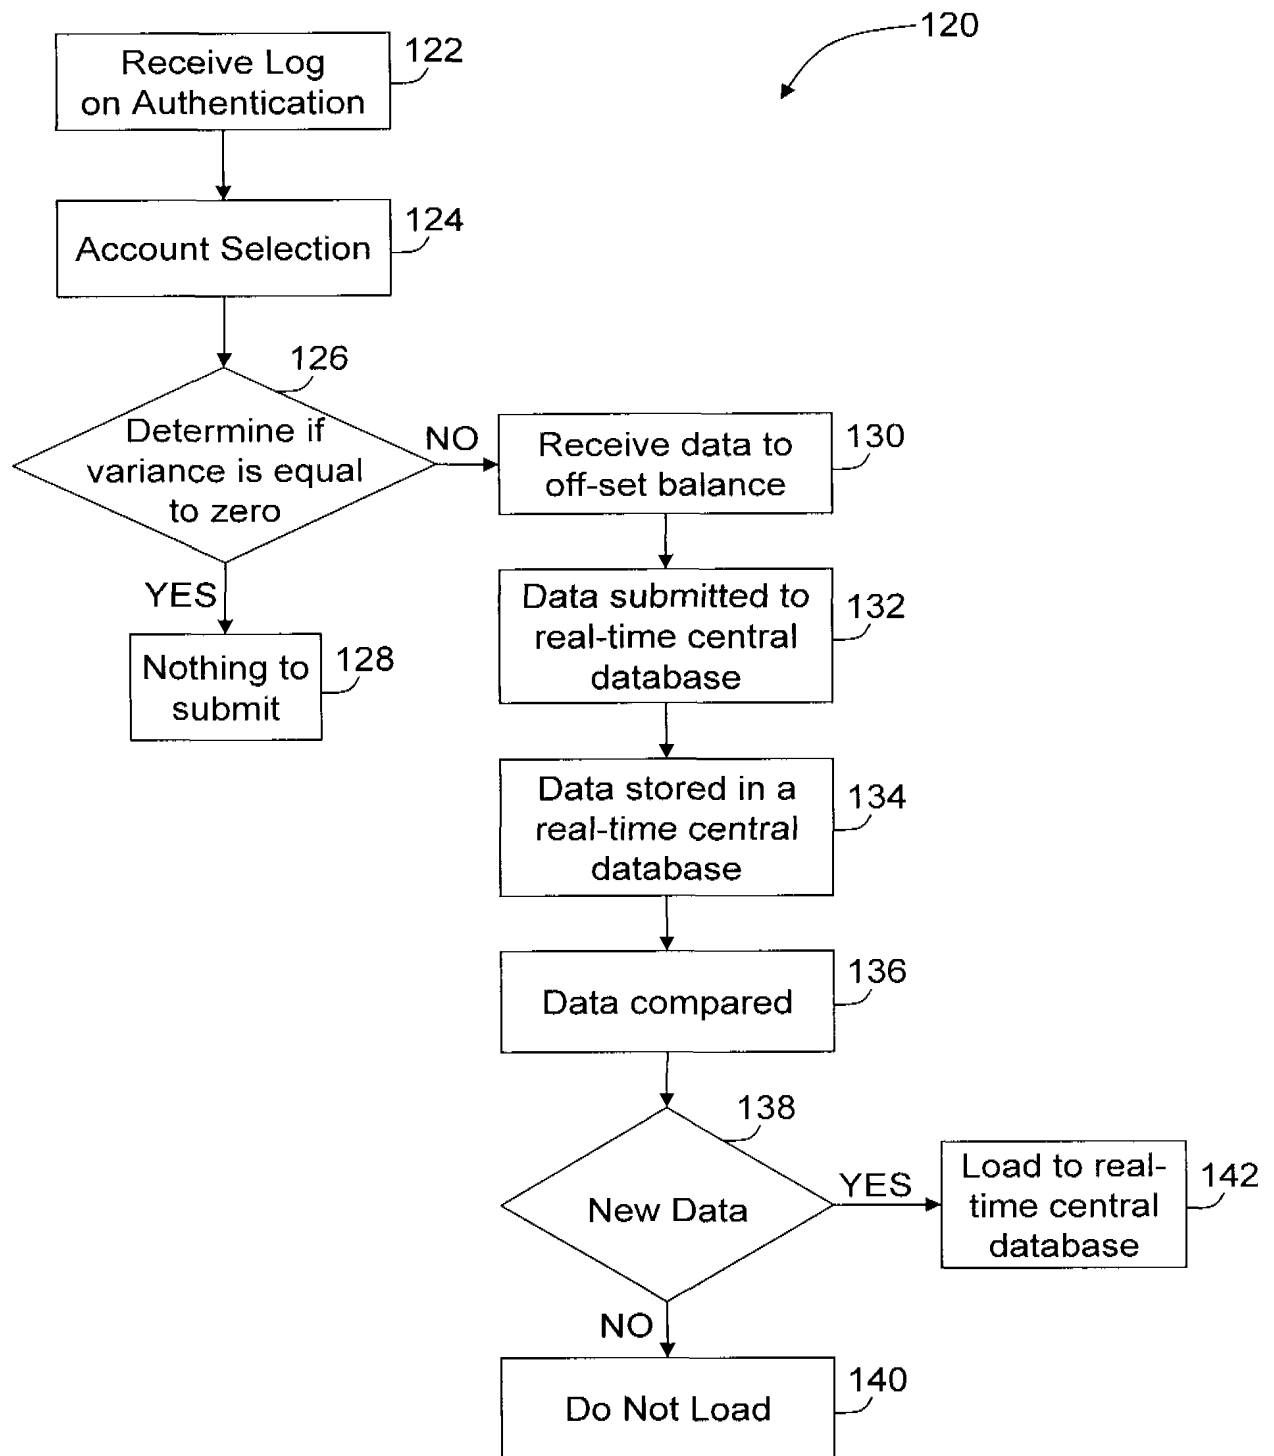 120
Receive Log
on Authentication
122
Account Selection
124
126
Determine if
variance is equal
to zero
NO
YES
Nothing to
submit
128
Receive data to
off-set balance
130
Data submitted to
real-time central
database
132
Data stored in a
real-time central
database
134
Data compared
136
138
New Data
YES
Load to real-
time central
database
142
NO
Do Not Load
140